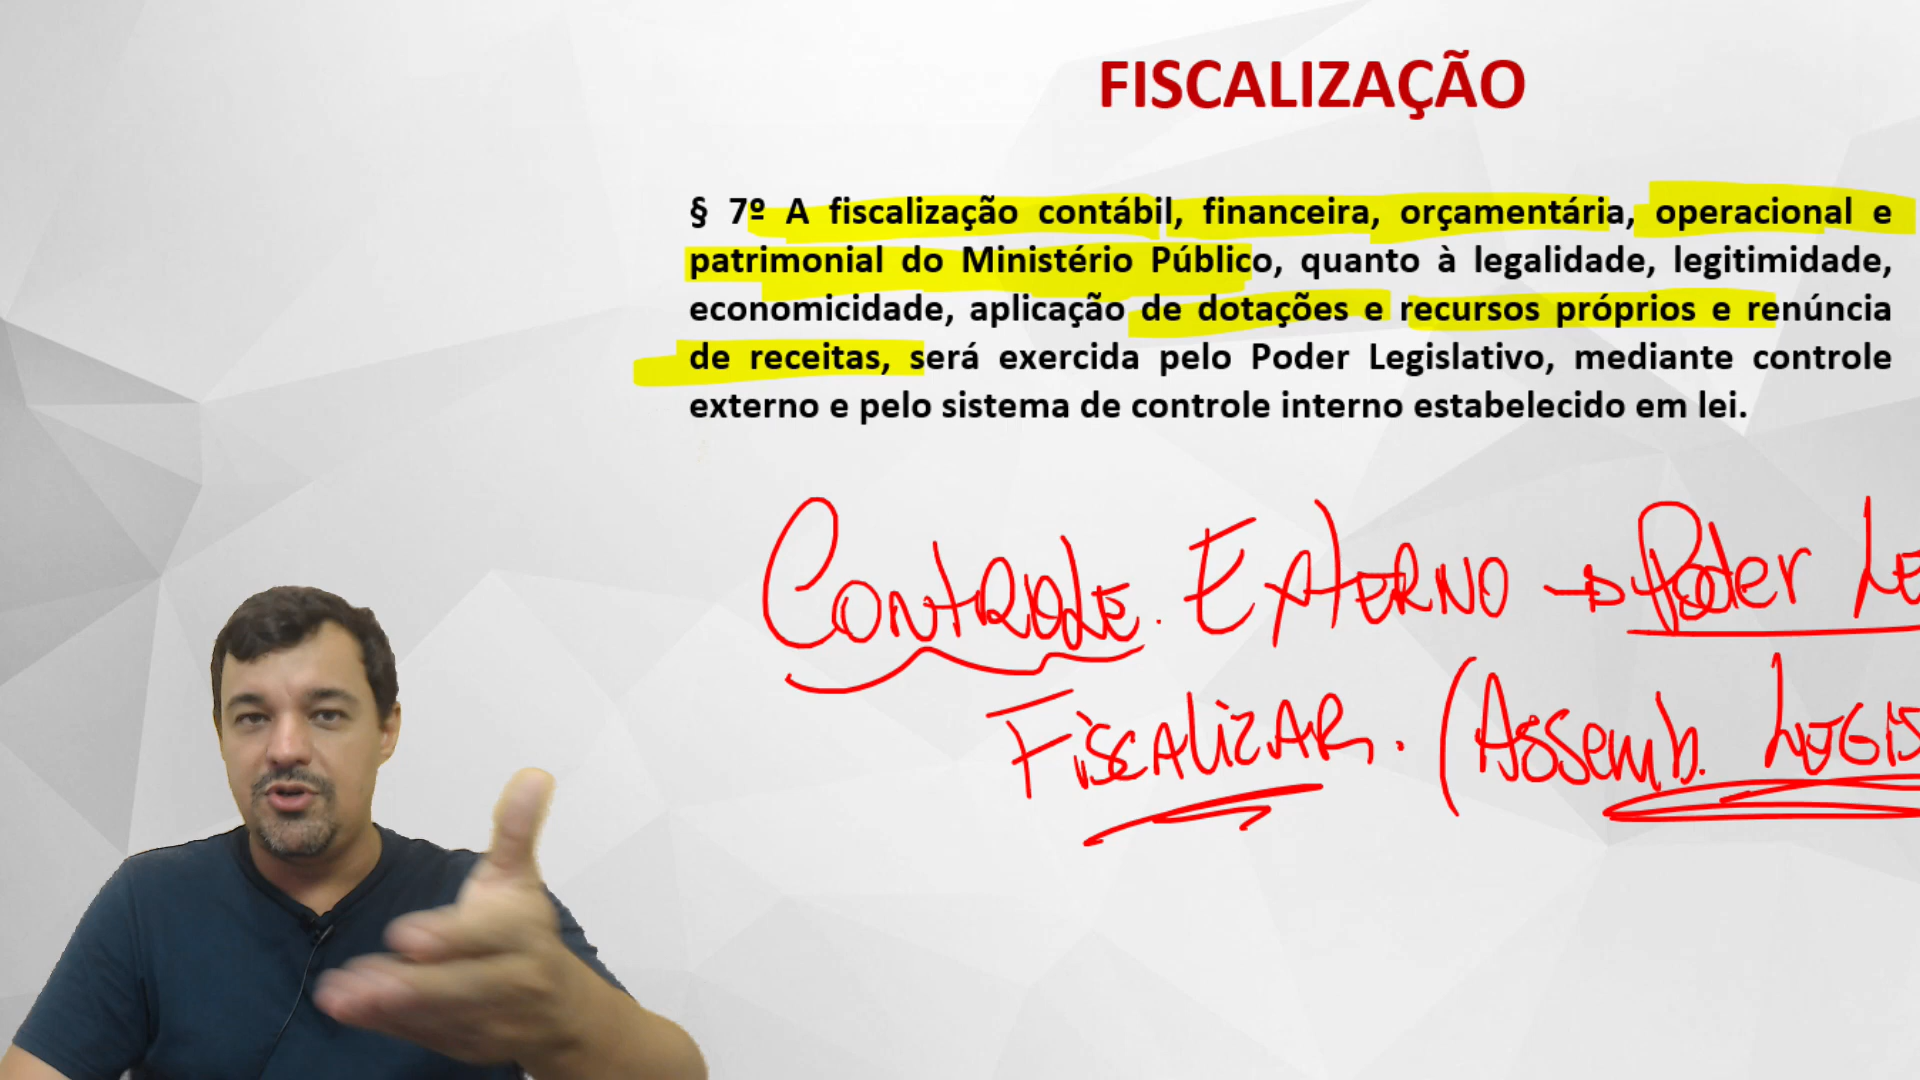 FISCALIZAÇÃO
§ 7º A fiscalização contábil, financeira, orçamentária, operacional e
patrimonial do Ministério Público, quanto à legalidade, legitimidade,
economicidade, aplicação de dotações e recursos próprios e renúncia
de receitas, será exercida pelo Poder Legislativo, mediante controle
externo e pelo sistema de controle interno estabelecido em lei.
CONTROLE EXTERNO → Poder LE
FISCALIZAR. (Assemb. LEGIS